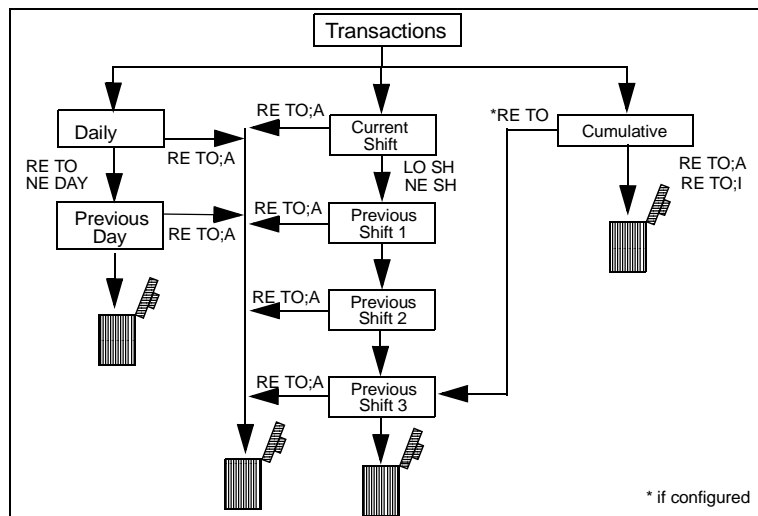 Transactions
Daily
RE TO;A
RE TO
NE DAY
Previous
Day
RE TO;A
RE TO;A
Current
Shift
LO SH
NE SH
RE TO;A
Previous
Shift 1
RE TO;A
Previous
Shift 2
RE TO;A
Previous
Shift 3
*RE TO
Cumulative
RE TO;A
RE TO;I
* if configured